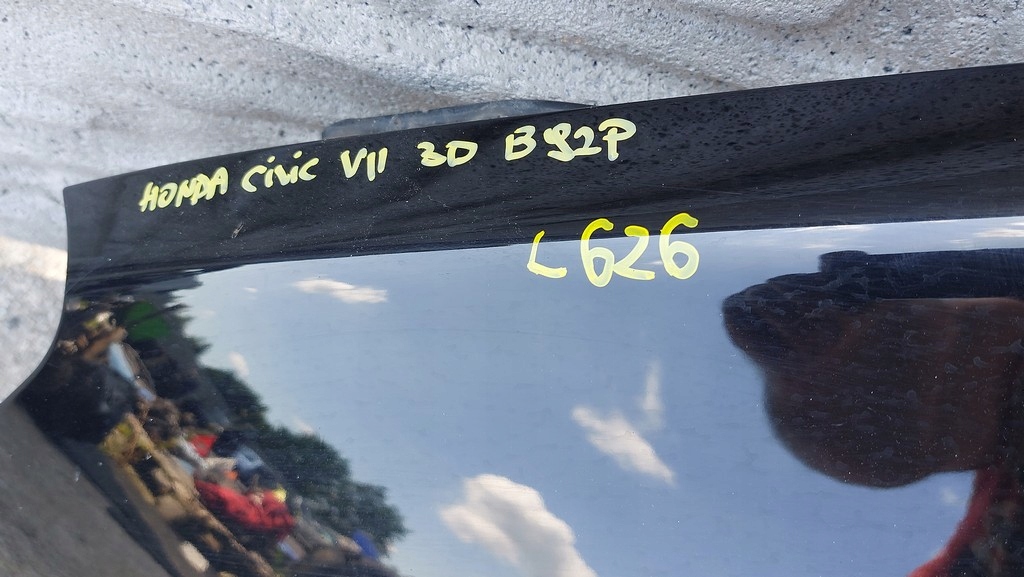 HONDA CiViC VII 3D B92P
L626